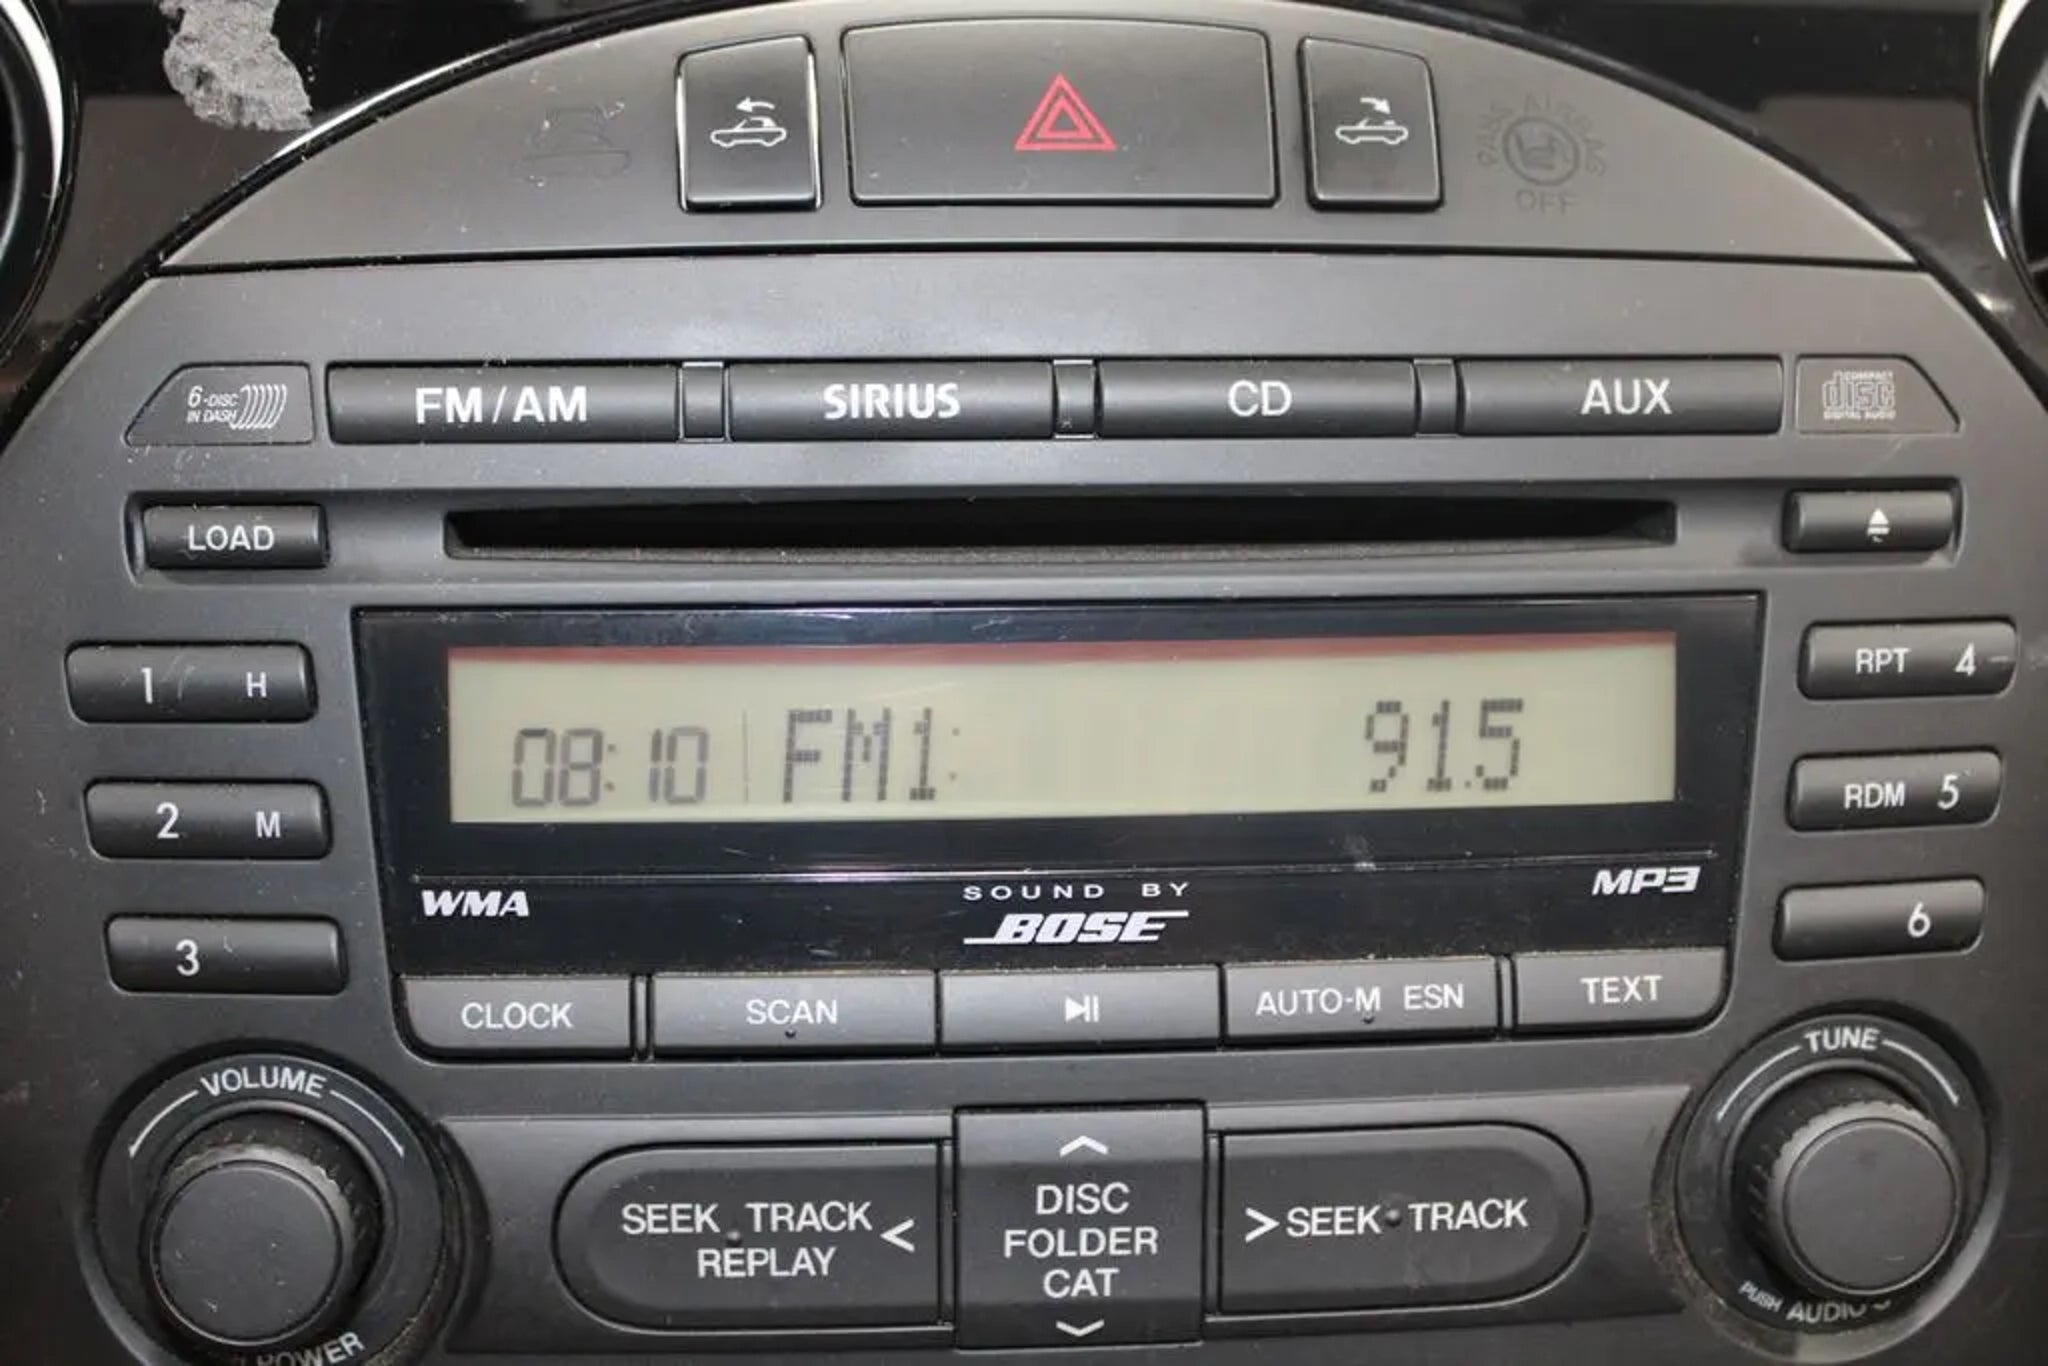 PASS AIRBAG
OFF
6-DISC
IN DASH
FM/AM
SIRIUS
CD
AUX
COMPACT
disc
DIGITAL AUDIO
LOAD
1 H
RPT 4
08:10 FM1: 91.5
2 M
RDM 5
WMA
SOUND BY
BOSE
MP3
3
6
CLOCK
SCAN
AUTO-M ESN
TEXT
VOLUME
TUNE
SEEK TRACK
REPLAY
<
DISC
FOLDER
CAT
> SEEK TRACK
POWER
PUSH AUDIO